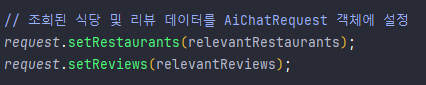 // 조회된 식당 및 리뷰 데이터를 AiChatRequest 객체에 설정
request.setRestaurants(relevantRestaurants);
request.setReviews(relevantReviews);